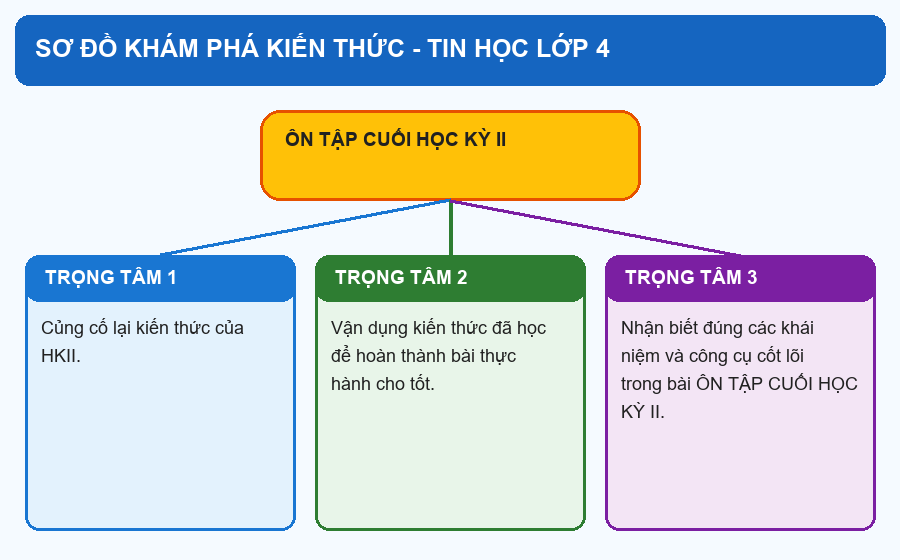 SƠ ĐỒ KHÁM PHÁ KIẾN THỨC - TIN HỌC LỚP 4
ÔN TẬP CUỐI HỌC KỲ II
TRỌNG TÂM 1
Củng cố lại kiến thức của
HKII.
TRỌNG TÂM 2
Vận dụng kiến thức đã học
để hoàn thành bài thực
hành cho tốt.
TRỌNG TÂM 3
Nhận biết đúng các khái
niệm và công cụ cốt lõi
trong bài ÔN TẬP CUỐI HỌC
KỲ II.